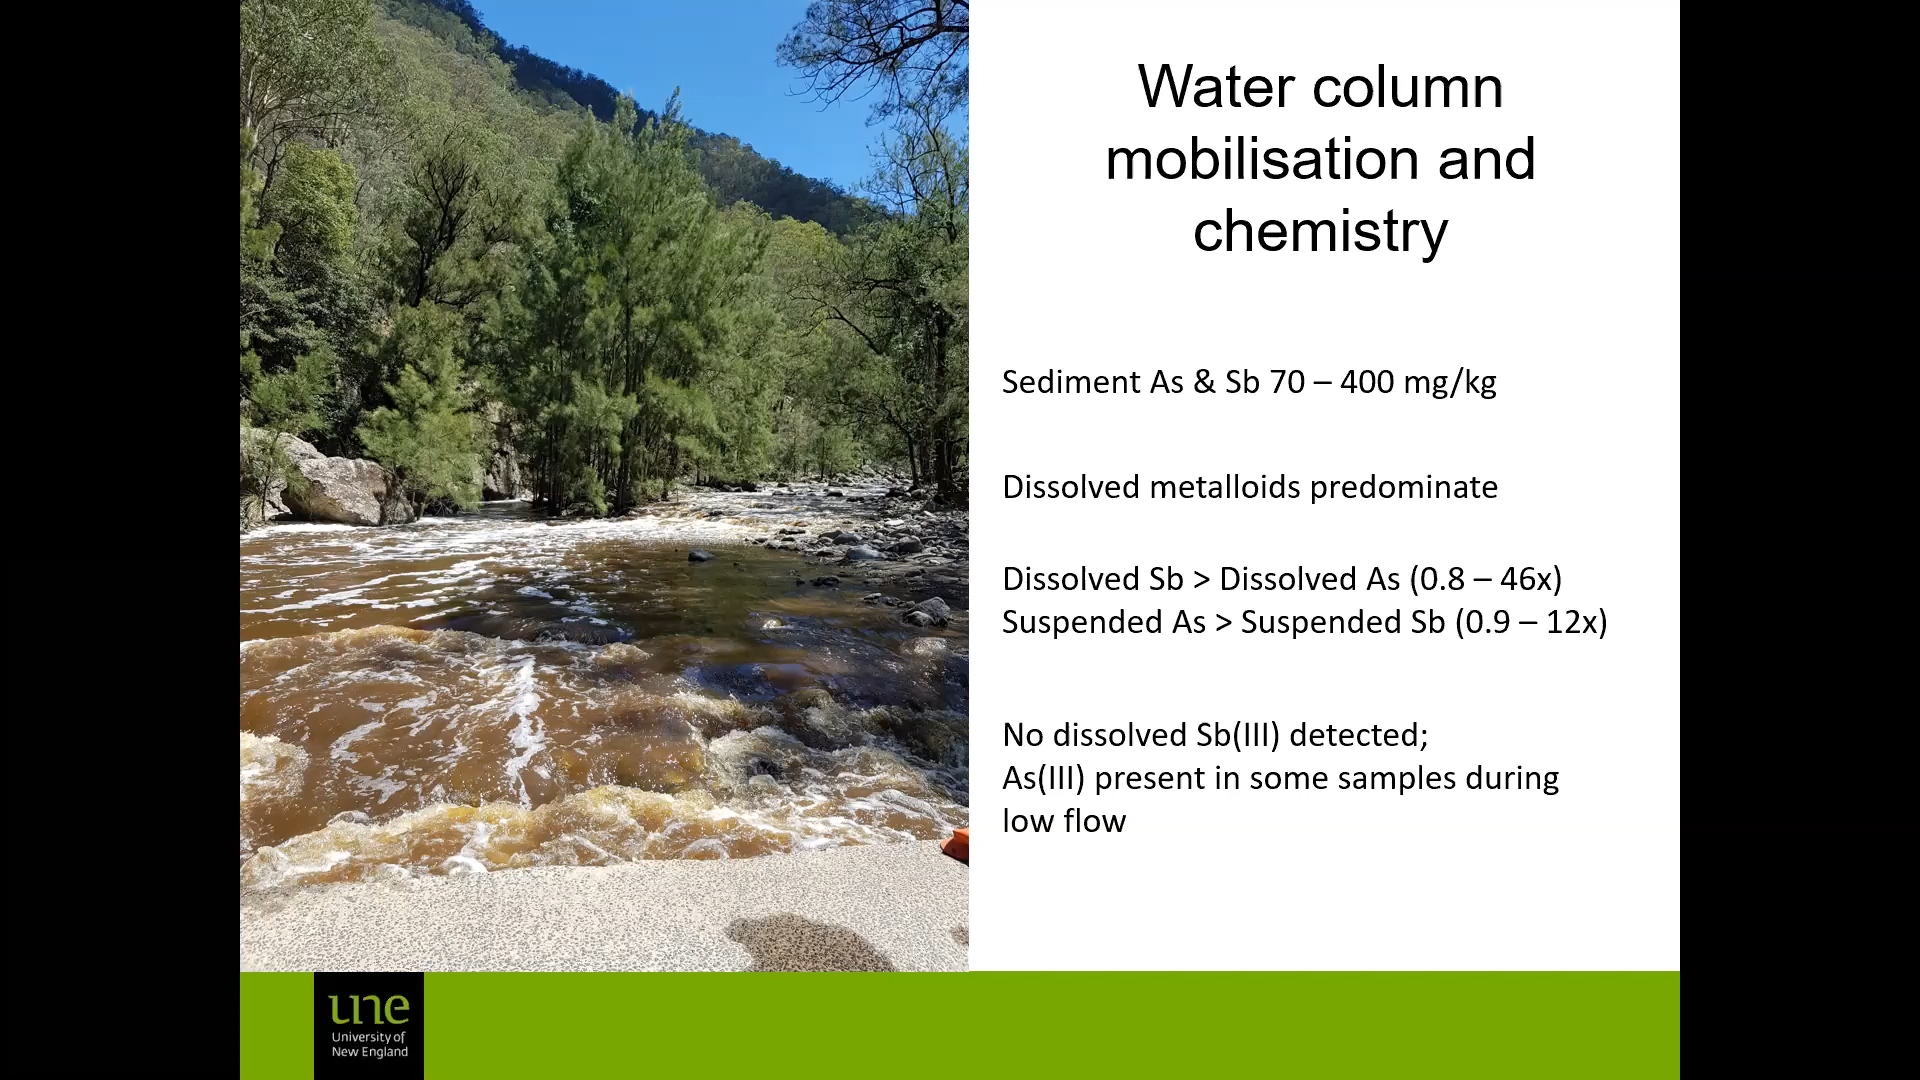 Water column
mobilisation and
chemistry
Sediment As & Sb 70 – 400 mg/kg
Dissolved metalloids predominate
Dissolved Sb > Dissolved As (0.8 – 46x)
Suspended As > Suspended Sb (0.9 – 12x)
No dissolved Sb(III) detected;
As(III) present in some samples during
low flow
une
University of
New England